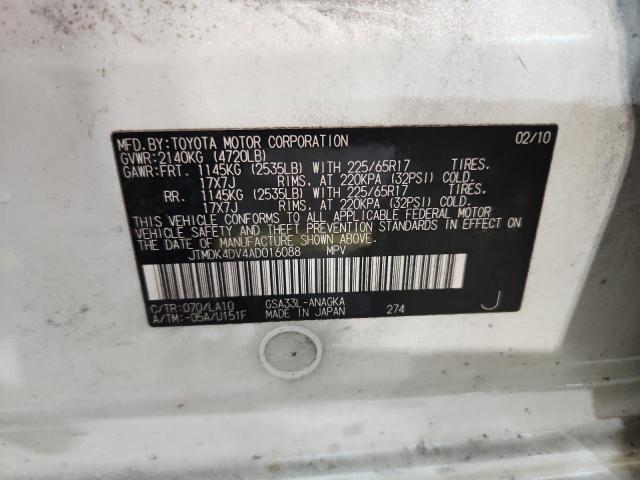 MFD.BY:TOYOTA MOTOR CORPORATION 02/10
GVWR:2140KG (4720LB)
GAWR:FRT. 1145KG (2535LB) WITH 225/65R17 TIRES,
17X7J RIMS, AT 220KPA (32PSI) COLD.
RR. 1145KG (2535LB) WITH 225/65R17 TIRES,
17X7J RIMS, AT 220KPA (32PSI) COLD.
THIS VEHICLE CONFORMS TO ALL APPLICABLE FEDERAL MOTOR
VEHICLE SAFETY AND THEFT PREVENTION STANDARDS IN EFFECT ON
THE DATE OF MANUFACTURE SHOWN ABOVE.
JTMDK4DV4AD016088 MPV
C/TR:070/LA10 GSA33L-ANAGKA J
A/TM:-05A/U151F MADE IN JAPAN 274